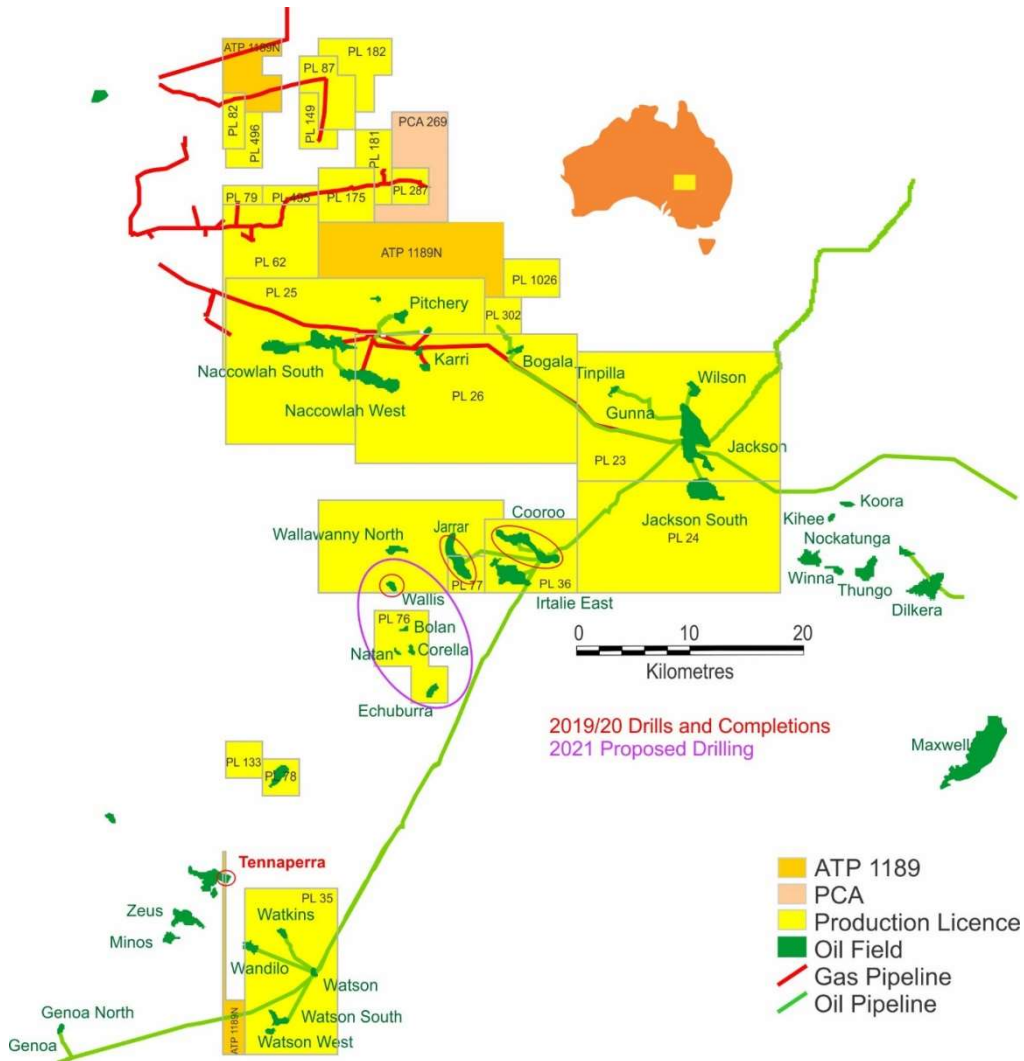 ATP 1189N
PL 182
PL 87
PL 82
PL 149
PL 496
PCA 269
PL 181
PL 79
PL 495
PL 175
PL 287
PL 62
ATP 1189N
PL 1026
PL 25
Pitchery
PL 302
Naccowlah South
Karri
Bogala
Tinpilla
Wilson
Naccowlah West
PL 26
Gunna
Jackson
PL 23
Cooroo
Jackson South
PL 24
Koora
Kihee
Wallawanny North
Jarrar
Nockatunga
Winna
Thungo
Dilkera
PL 77
PL 36
Wallis
Irtalie East
PL 76
Bolan
Natan
Corella
Echuburra
0 10 20
Kilometres
2019/20 Drills and Completions
2021 Proposed Drilling
Maxwell
PL 133
PL 78
Tennaperra
PL 35
Zeus
Watkins
Minos
Wandilo
Watson
Genoa North
Watson South
Genoa
ATP 1189N
Watson West
ATP 1189
PCA
Production Licence
Oil Field
Gas Pipeline
Oil Pipeline